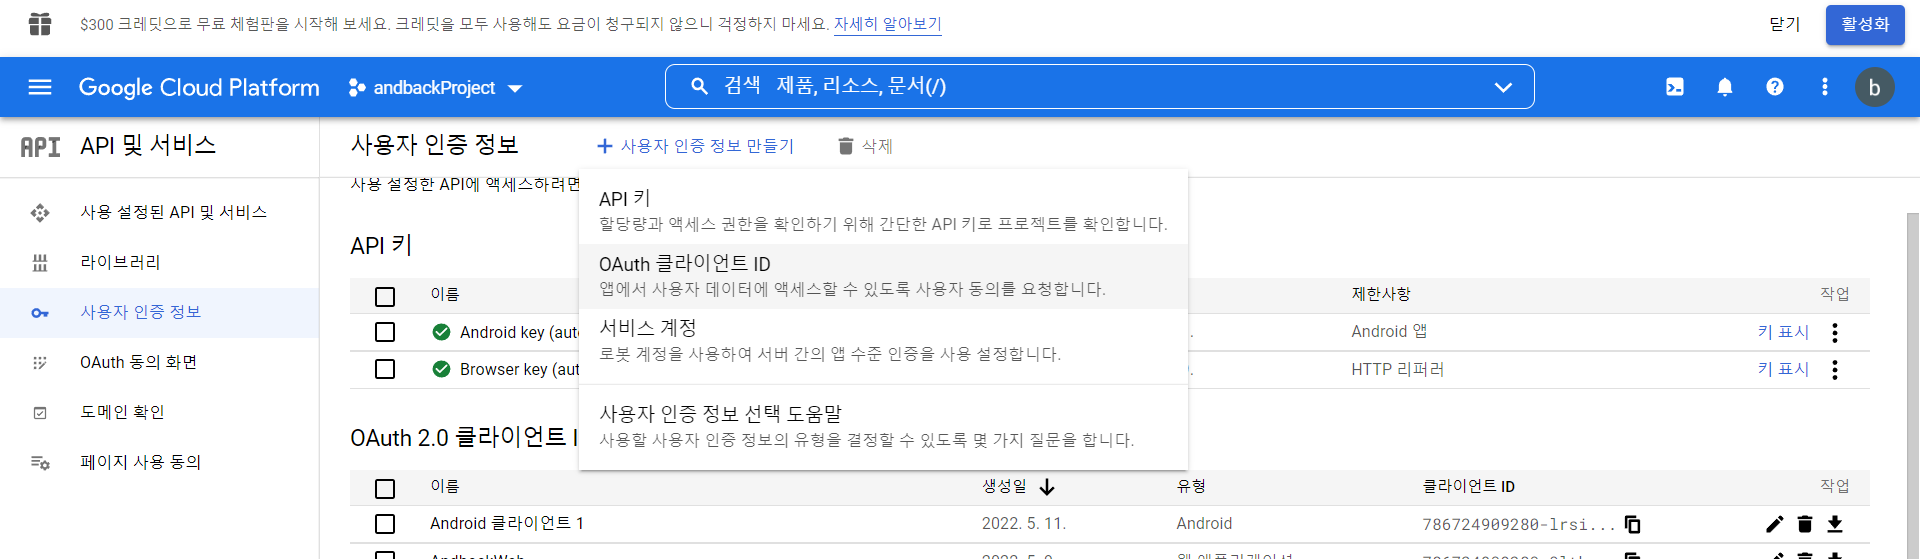 $300 크레딧으로 무료 체험판을 시작해 보세요. 크레딧을 모두 사용해도 요금이 청구되지 않으니 걱정하지 마세요. 자세히 알아보기 닫기 활성화
Google Cloud Platform andbackProject 검색 제품, 리소스, 문서(/) b
API API 및 서비스
사용자 인증 정보 + 사용자 인증 정보 만들기 삭제
사용 설정된 API 및 서비스
라이브러리
사용자 인증 정보
OAuth 동의 화면
도메인 확인
페이지 사용 동의
사용 설정한 API에 액세스하려면
API 키
할당량과 액세스 권한을 확인하기 위해 간단한 API 키로 프로젝트를 확인합니다.
OAuth 클라이언트 ID
앱에서 사용자 데이터에 액세스할 수 있도록 사용자 동의를 요청합니다.
서비스 계정
로봇 계정을 사용하여 서버 간의 앱 수준 인증을 사용 설정합니다.
사용자 인증 정보 선택 도움말
사용할 사용자 인증 정보의 유형을 결정할 수 있도록 몇 가지 질문을 합니다.
API 키
이름 제한사항 작업
Android key (auto Android 앱 키 표시
Browser key (aut HTTP 리퍼러 키 표시
OAuth 2.0 클라이언트 I
이름 생성일 유형 클라이언트 ID 작업
Android 클라이언트 1 2022. 5. 11. Android 786724909280-lrsi...